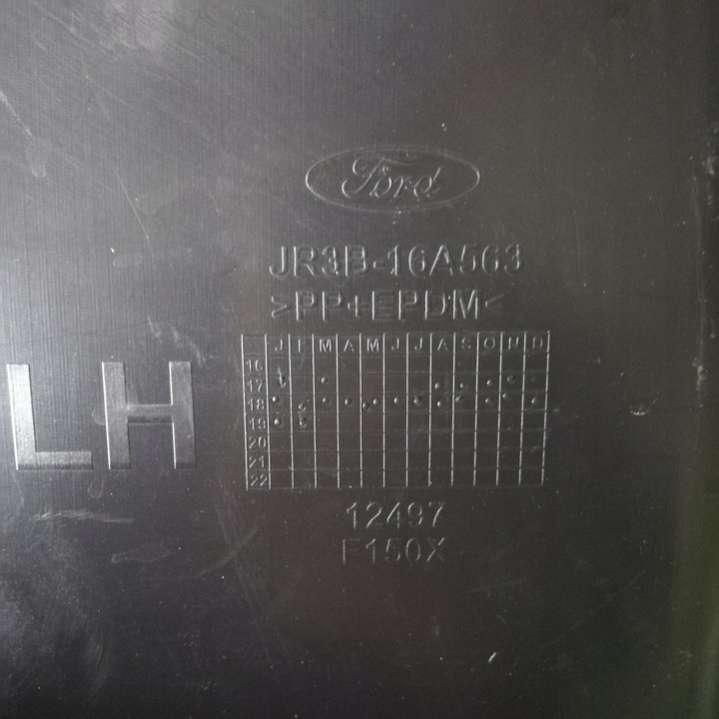 Ford
JR3B-16A563
>PP+EPDM<
LH
J F M A M J J A S O N D
16
17
18
19
20
21
22
12497
F150X